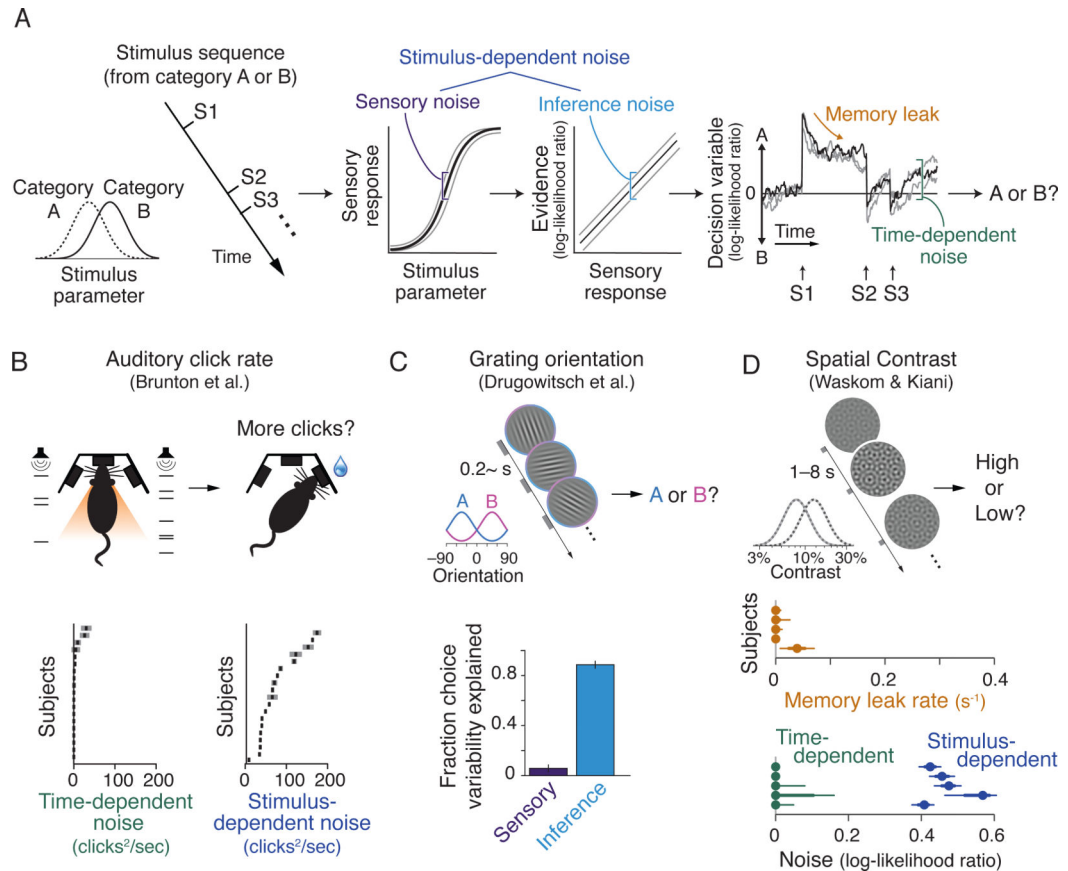 A
Stimulus sequence
(from category A or B)
S1
S2
S3
Time
Category
A
Category
B
Stimulus
parameter
Stimulus-dependent noise
Sensory noise
Inference noise
Sensory
response
Stimulus
parameter
Evidence
(log-likelihood ratio)
Sensory
response
Decision variable
(log-likelihood ratio)
A
0
B
Memory leak
Time
Time-dependent
noise
S1
S2
S3
A or B?
B
Auditory click rate
(Brunton et al.)
More clicks?
Subjects
0
100
200
Time-dependent
noise
(clicks²/sec)
Subjects
0
100
200
Stimulus-
dependent noise
(clicks²/sec)
C
Grating orientation
(Drugowitsch et al.)
0.2~ s
A
B
−90
0
90
Orientation
A or B?
Fraction choice
variability explained
0.8
0.4
0
Sensory
Inference
D
Spatial Contrast
(Waskom & Kiani)
1–8 s
3%
10%
30%
Contrast
High
or
Low?
Subjects
0
0.2
0.4
Memory leak rate (s⁻¹)
Time-
dependent
Stimulus-
dependent
0
0.2
0.4
0.6
Noise (log-likelihood ratio)